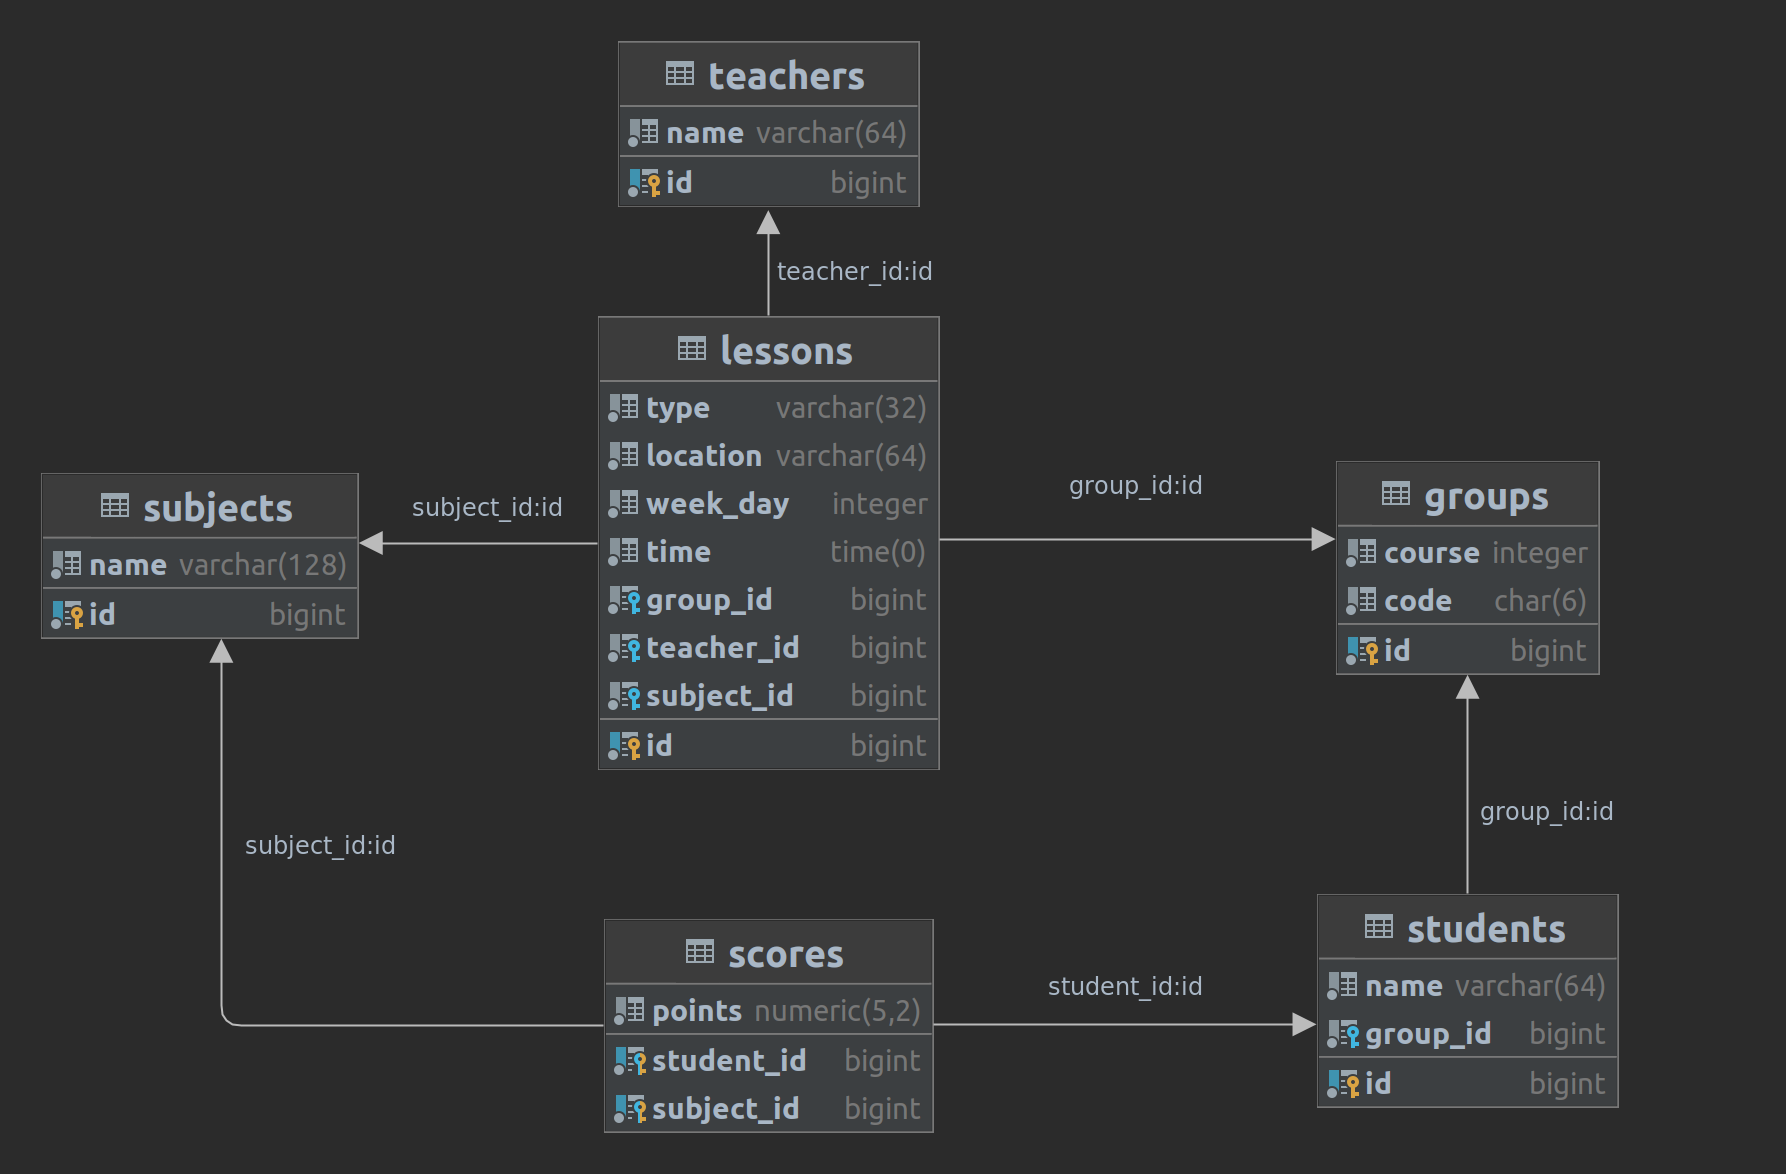 teachers
name varchar(64)
id bigint
teacher_id:id
lessons
type varchar(32)
location varchar(64)
week_day integer
time time(0)
group_id bigint
teacher_id bigint
subject_id bigint
id bigint
subject_id:id
subjects
name varchar(128)
id bigint
group_id:id
groups
course integer
code char(6)
id bigint
group_id:id
subject_id:id
scores
points numeric(5,2)
student_id bigint
subject_id bigint
student_id:id
students
name varchar(64)
group_id bigint
id bigint